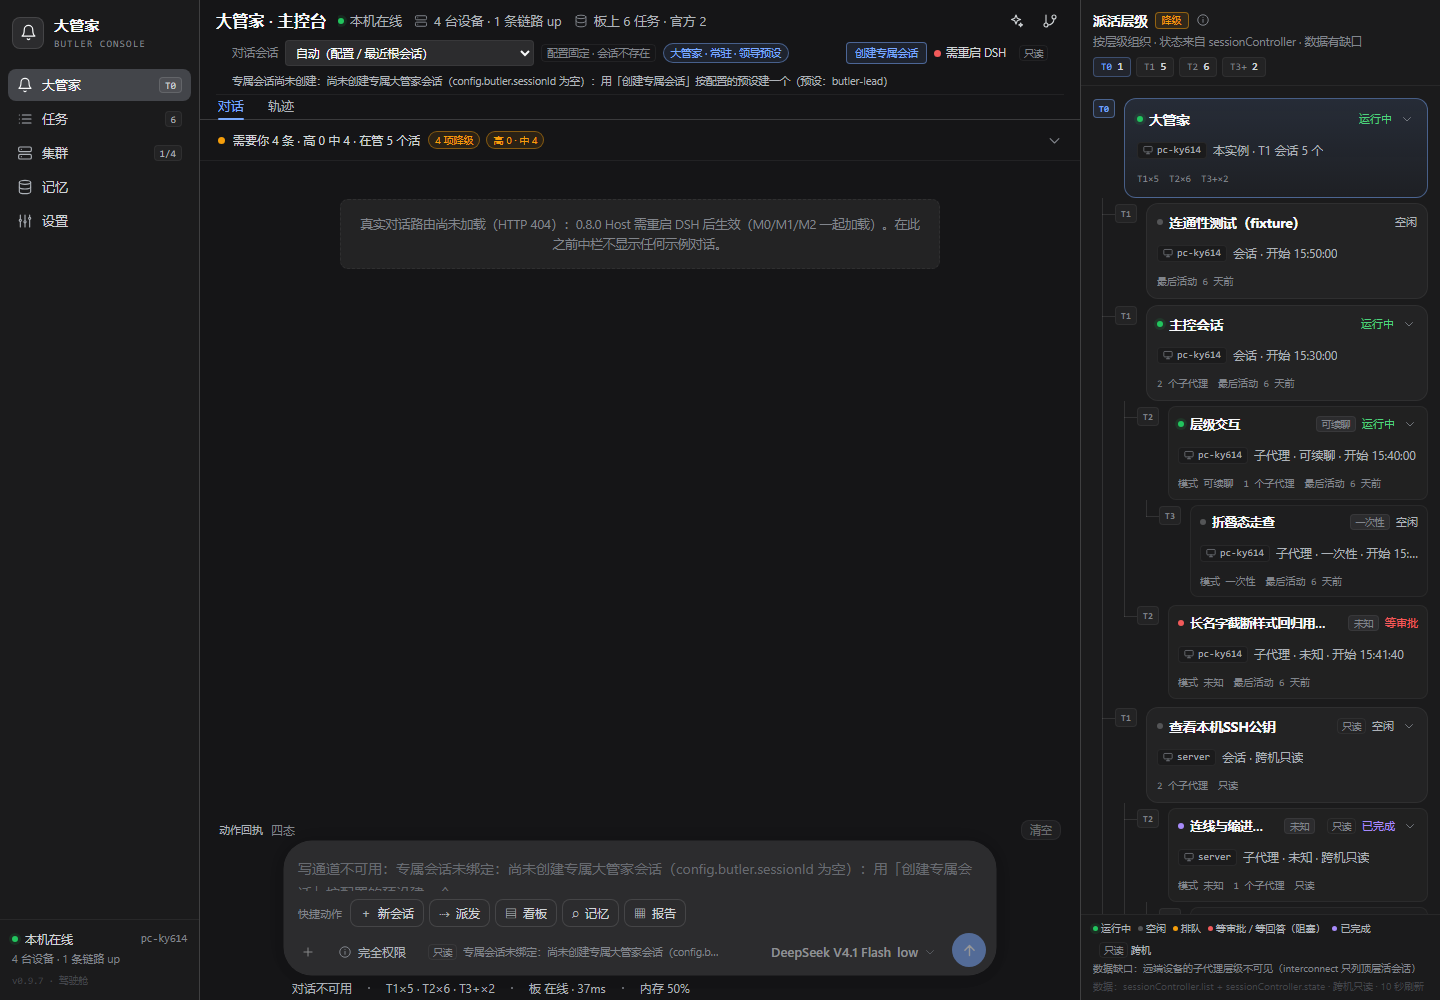 大管家
BUTLER CONSOLE
大管家 T0
任务 6
集群 1/4
记忆
设置
本机在线 pc-ky614
4 台设备 · 1 条链路 up
v0.9.7 · 驾驶舱
大管家 · 主控台 本机在线 4 台设备 · 1 条链路 up 板上 6 任务 · 官方 2
对话会话 自动（配置 / 最近根会话） 配置固定 · 会话不存在 大管家 · 常驻 · 领导预设 创建专属会话 需重启 DSH 只读
专属会话尚未创建：尚未创建专属大管家会话（config.butler.sessionId 为空）：用「创建专属会话」按配置的预设建一个（预设：butler-lead）
对话 轨迹
需要你 4 条 · 高 0 中 4 · 在管 5 个活 4 项降级 高 0 · 中 4
真实对话路由尚未加载（HTTP 404）：0.8.0 Host 需重启 DSH 后生效（M0/M1/M2 一起加载）。在此
之前中栏不显示任何示例对话。
动作回执 四态 清空
写通道不可用：专属会话未绑定：尚未创建专属大管家会话（config.butler.sessionId 为空）：用「创建专属会
快捷动作 + 新会话 ⇢ 派发 ▤ 看板 ⌕ 记忆 ▦ 报告
+ 完全权限 只读 专属会话未绑定：尚未创建专属大管家会话（config.b... DeepSeek V4.1 Flash low
对话不可用 · T1×5 · T2×6 · T3+×2 · 板 在线 · 37ms · 内存 50%
派活层级 降级
按层级组织 · 状态来自 sessionController · 数据有缺口
T0 1 T1 5 T2 6 T3+ 2
T0 大管家 运行中
pc-ky614 本实例 · T1 会话 5 个
T1×5 T2×6 T3+×2
T1 连通性测试（fixture） 空闲
pc-ky614 会话 · 开始 15:50:00
最后活动 6 天前
T1 主控会话 运行中
pc-ky614 会话 · 开始 15:30:00
2 个子代理 最后活动 6 天前
T2 层级交互 可续聊 运行中
pc-ky614 子代理 · 可续聊 · 开始 15:40:00
模式 可续聊 1 个子代理 最后活动 6 天前
T3 折叠态走查 一次性 空闲
pc-ky614 子代理 · 一次性 · 开始 15:...
模式 一次性 最后活动 6 天前
T2 长名字截断样式回归用... 未知 等审批
pc-ky614 子代理 · 未知 · 开始 15:41:40
模式 未知 最后活动 6 天前
T1 查看本机SSH公钥 只读 空闲
server 会话 · 跨机只读
2 个子代理 只读
T2 连线与缩进... 未知 只读 已完成
server 子代理 · 未知 · 跨机只读
模式 未知 1 个子代理 只读
运行中 空闲 排队 等审批 / 等回答（阻塞） 已完成
只读 跨机
数据缺口：远端设备的子代理层级不可见（interconnect 只列顶层活会话）
数据：sessionController.list + sessionController.state · 跨机只读 · 10 秒刷新